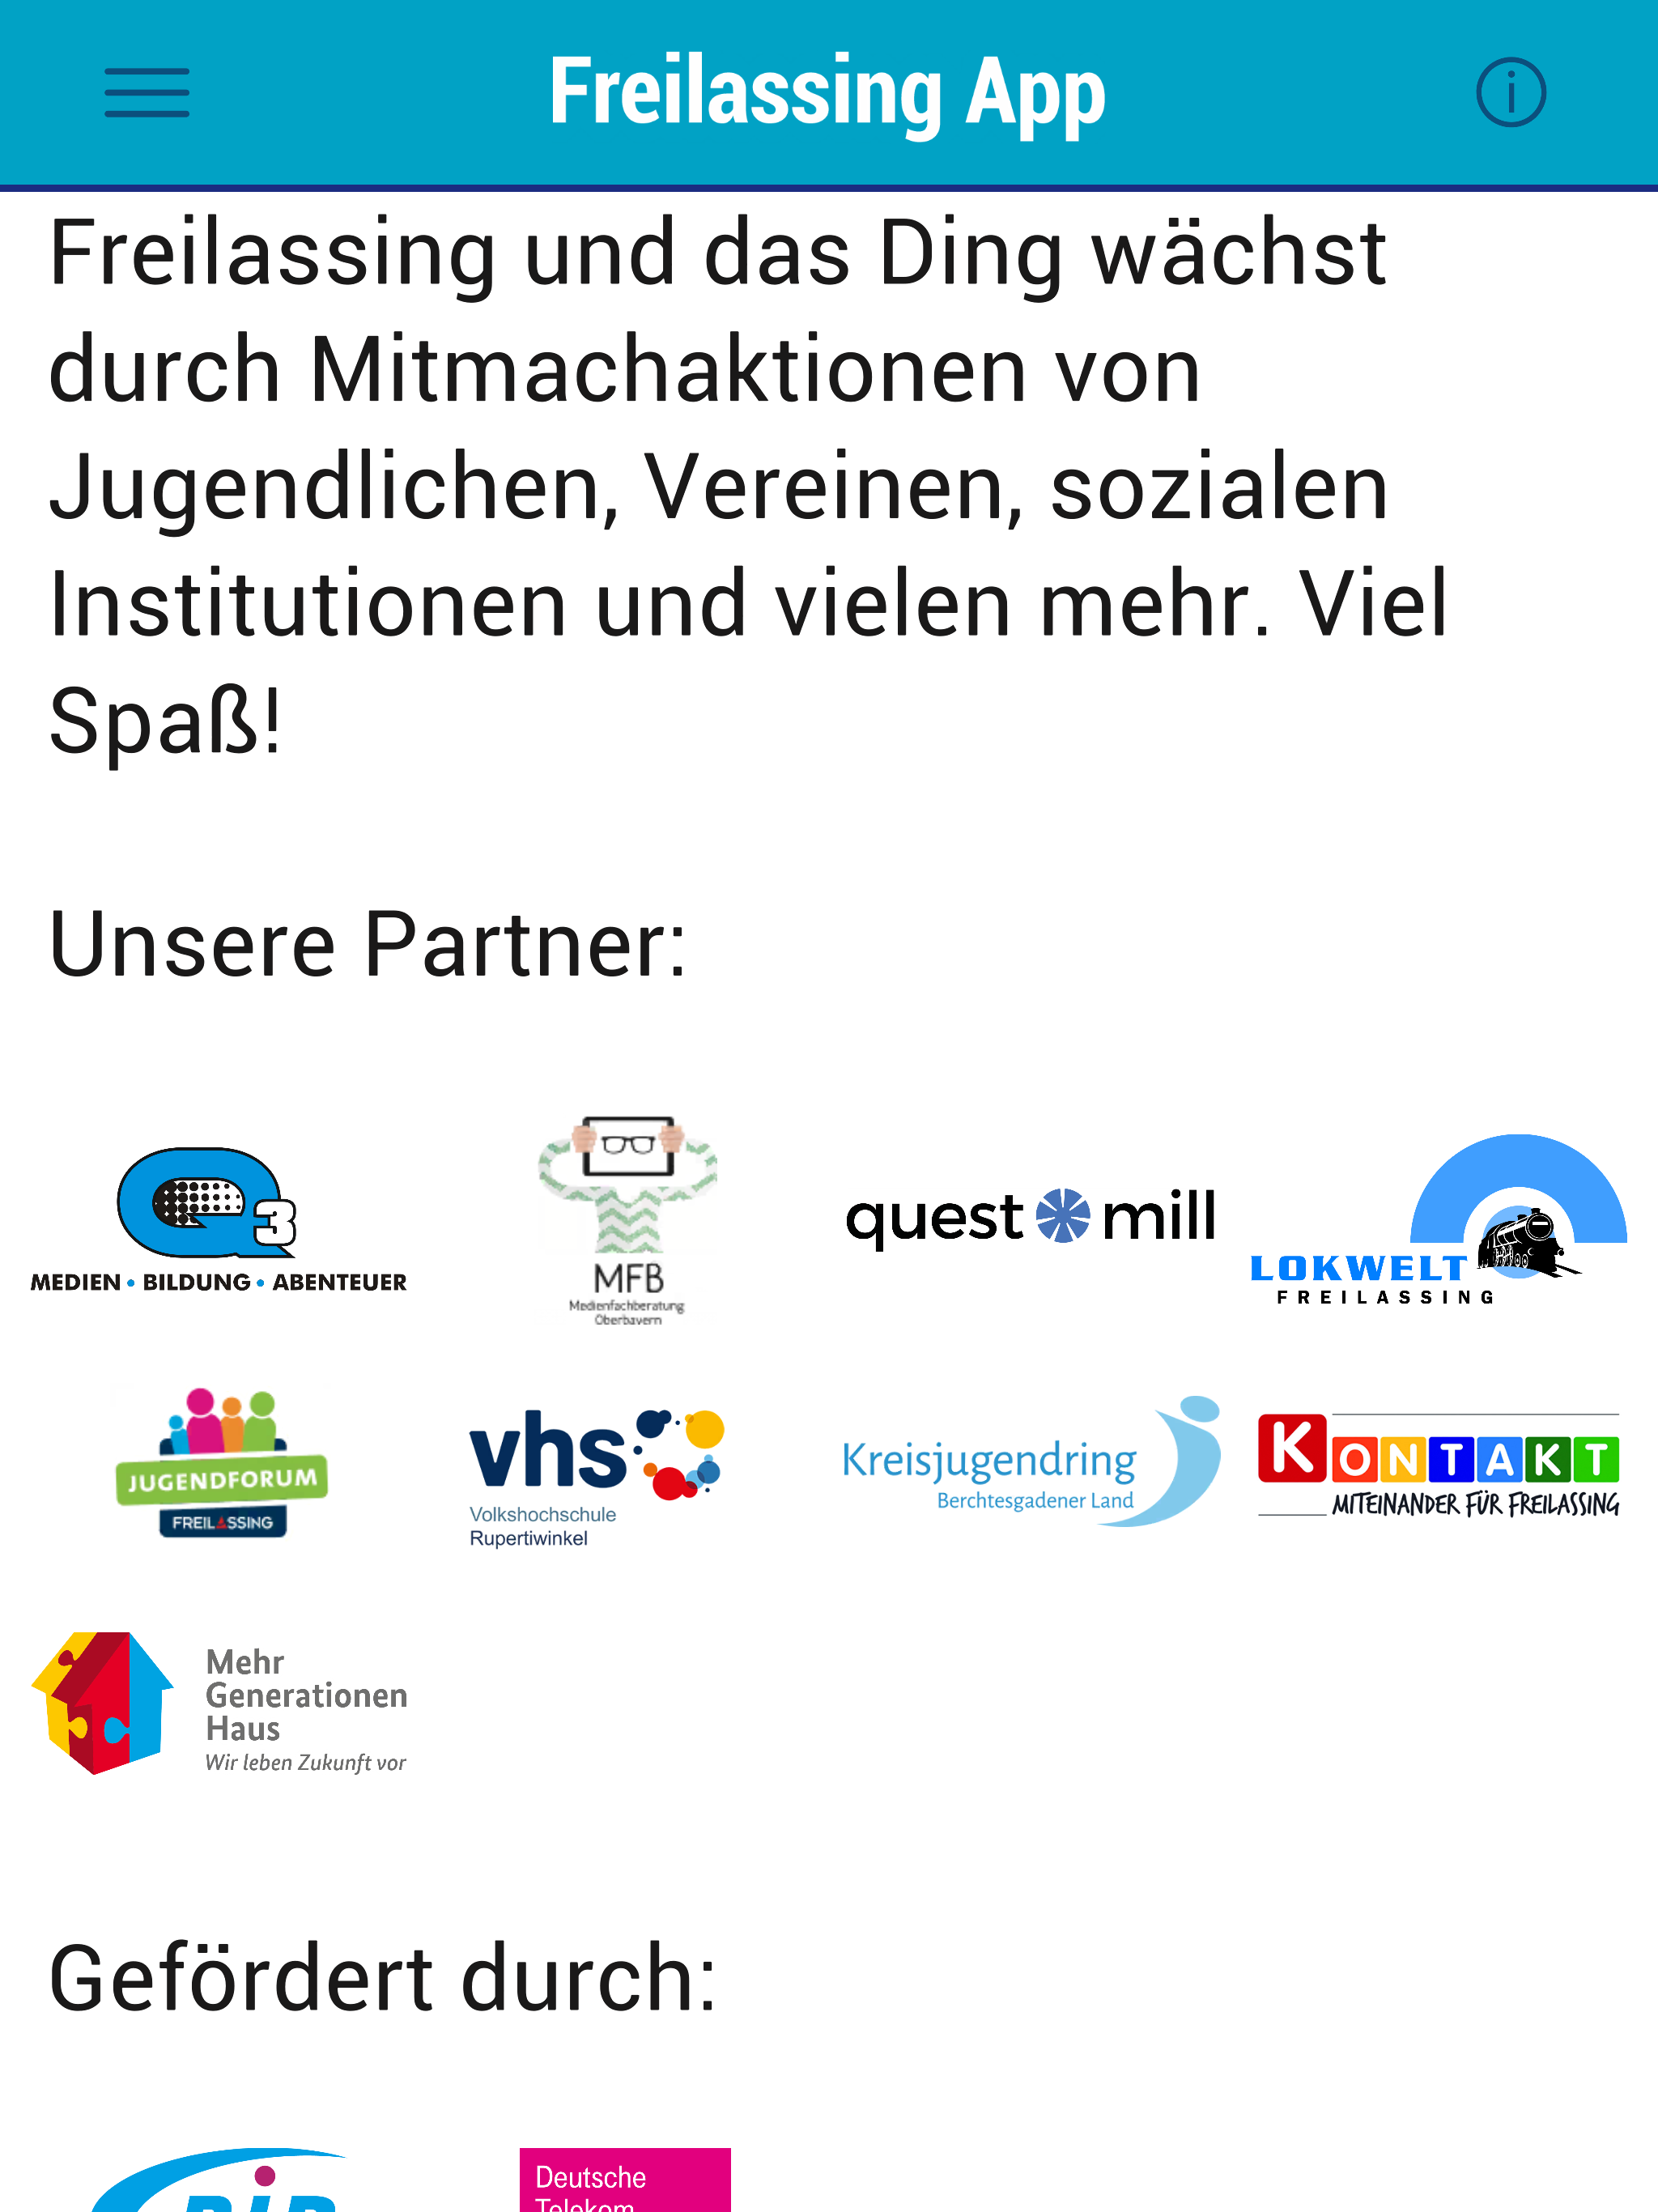 Freilassing App
Freilassing und das Ding wächst
durch Mitmachaktionen von
Jugendlichen, Vereinen, sozialen
Institutionen und vielen mehr. Viel
Spaß!
Unsere Partner:
Q3
MEDIEN • BILDUNG • ABENTEUER
MFB
Medienfachberatung
Oberbayern
quest mill
LOKWELT
FREILASSING
JUGENDFORUM
FREILASSING
vhs
Volkshochschule
Rupertiwinkel
Kreisjugendring
Berchtesgadener Land
KONTAKT
MITEINANDER FÜR FREILASSING
Mehr
Generationen
Haus
Wir leben Zukunft vor
Gefördert durch:
Deutsche
Telekom